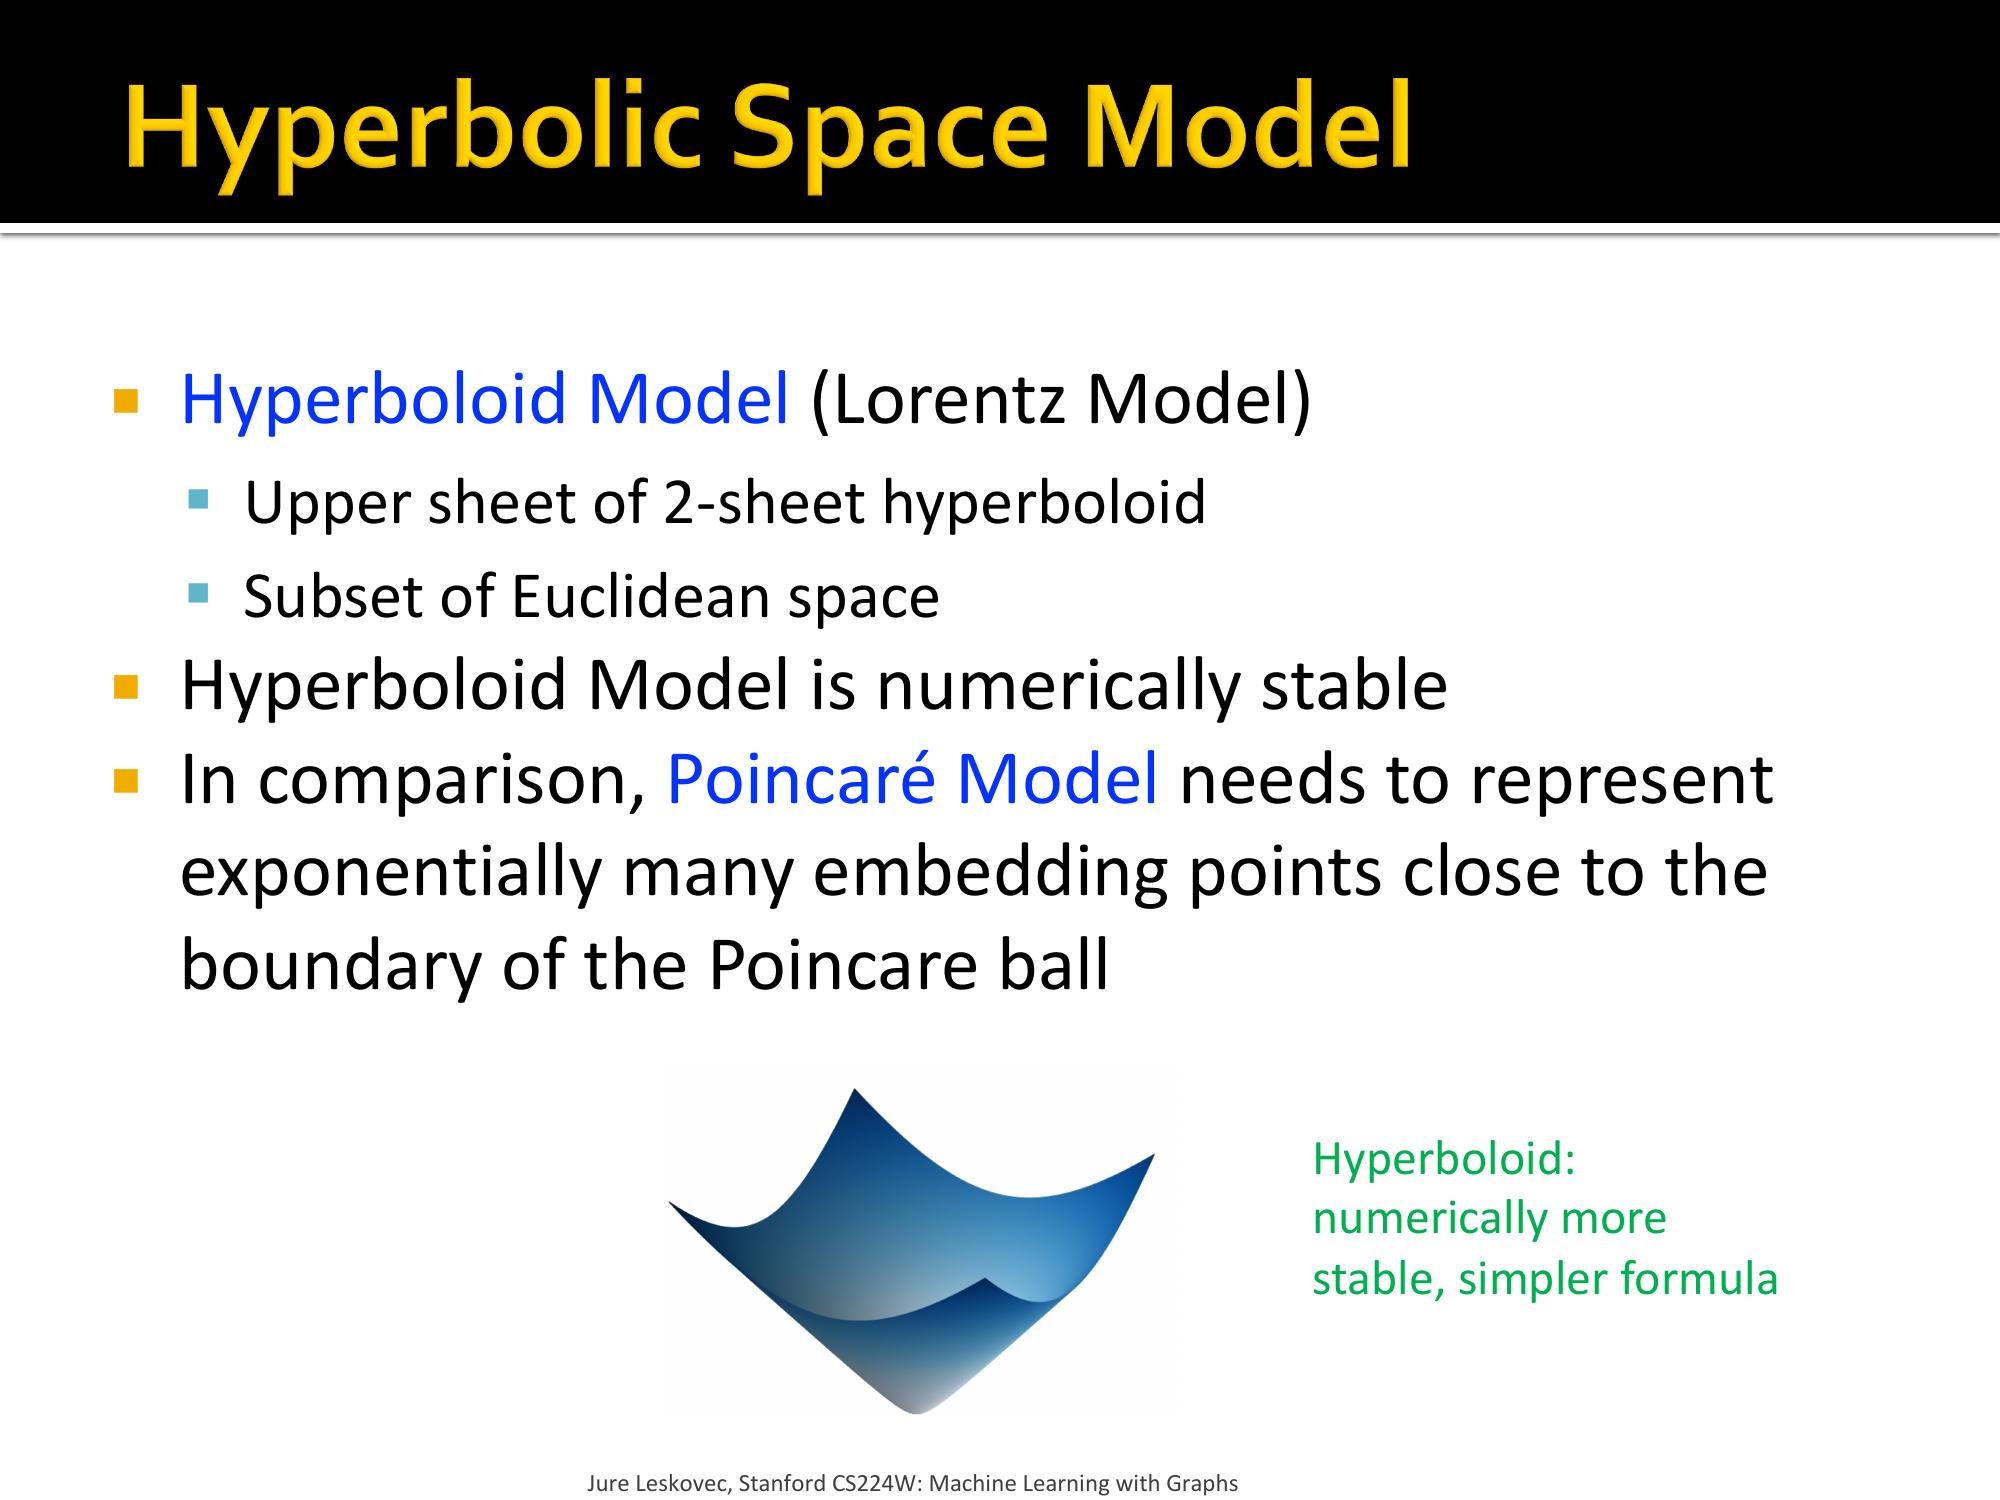 Hyperbolic Space Model
Hyperboloid Model (Lorentz Model)
Upper sheet of 2-sheet hyperboloid
Subset of Euclidean space
Hyperboloid Model is numerically stable
In comparison, Poincaré Model needs to represent
exponentially many embedding points close to the
boundary of the Poincare ball
Hyperboloid:
numerically more
stable, simpler formula
Jure Leskovec, Stanford CS224W: Machine Learning with Graphs